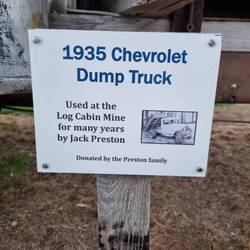 1935 Chevrolet
Dump Truck
Used at the
Log Cabin Mine
for many years
by Jack Preston
Donated by the Preston family